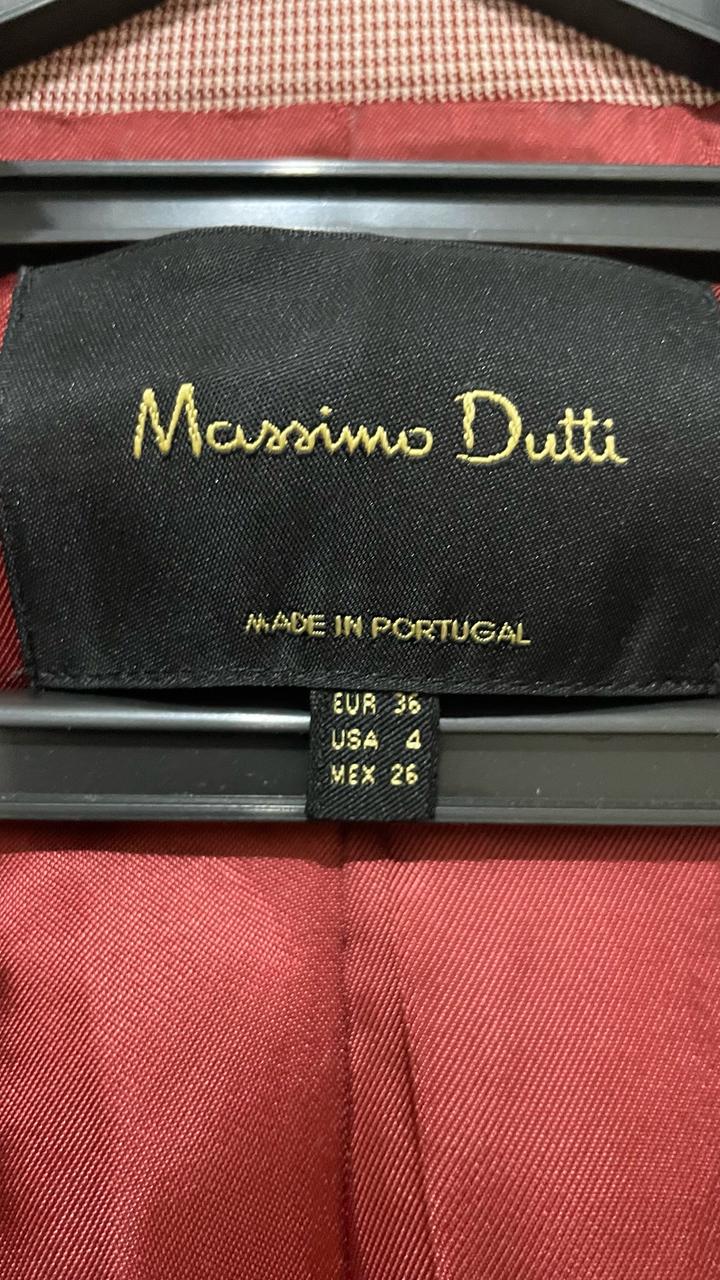 Massimo Dutti
MADE IN PORTUGAL
EUR 36
USA 4
MEX 26